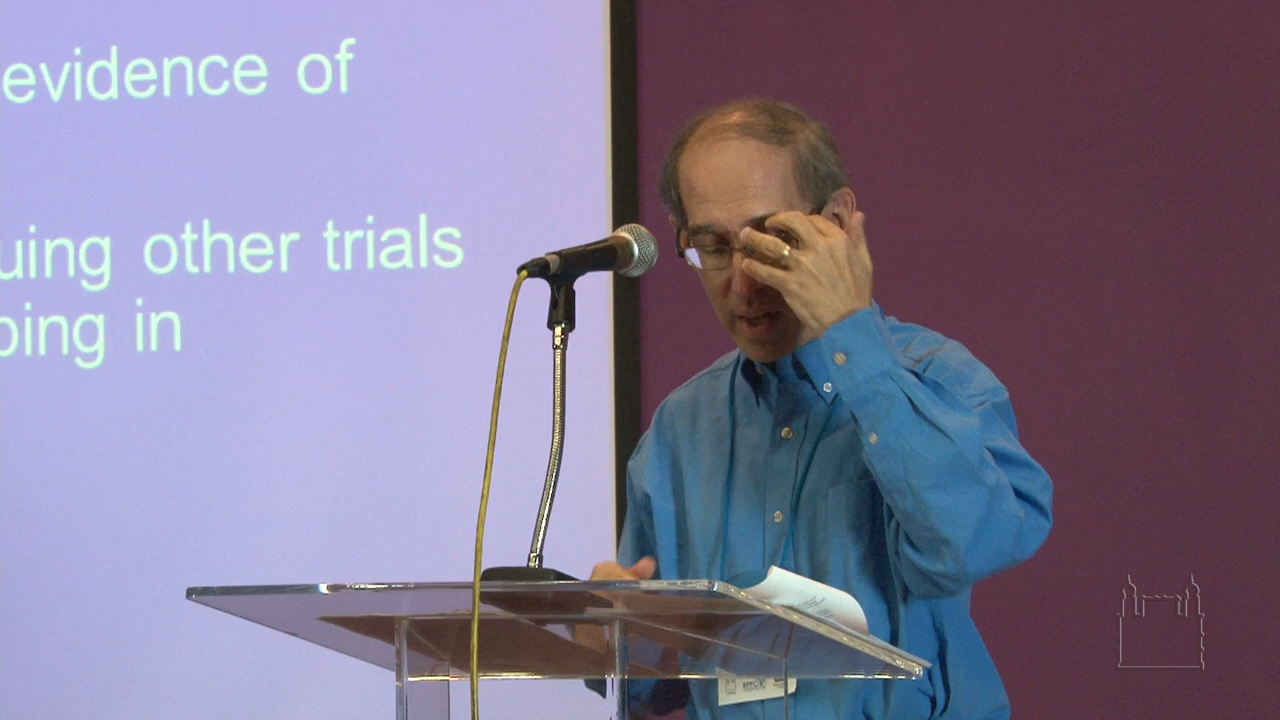 evidence of
uing other trials
ping in